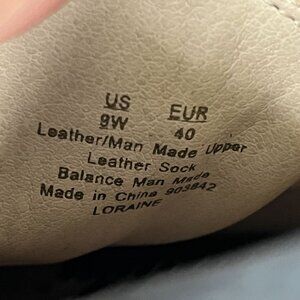 US EUR
9W 40
Leather/Man Made Upper
Leather Sock
Balance Man Made
Made in China 903842
LORAINE